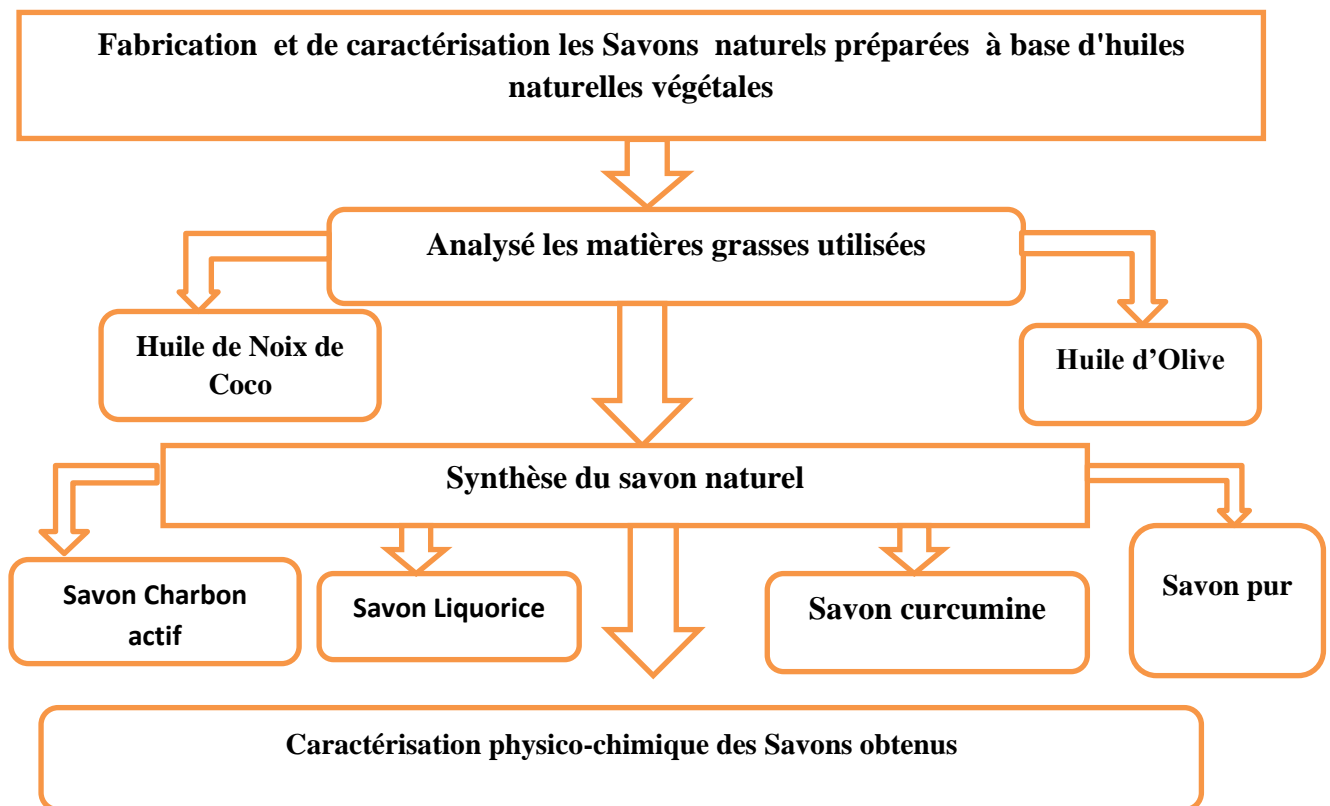 Fabrication et de caractérisation les Savons naturels préparées à base d'huiles
naturelles végétales
Analysé les matières grasses utilisées
Huile de Noix de
Coco
Huile d’Olive
Synthèse du savon naturel
Savon Charbon
actif
Savon Liquorice
Savon curcumine
Savon pur
Caractérisation physico-chimique des Savons obtenus